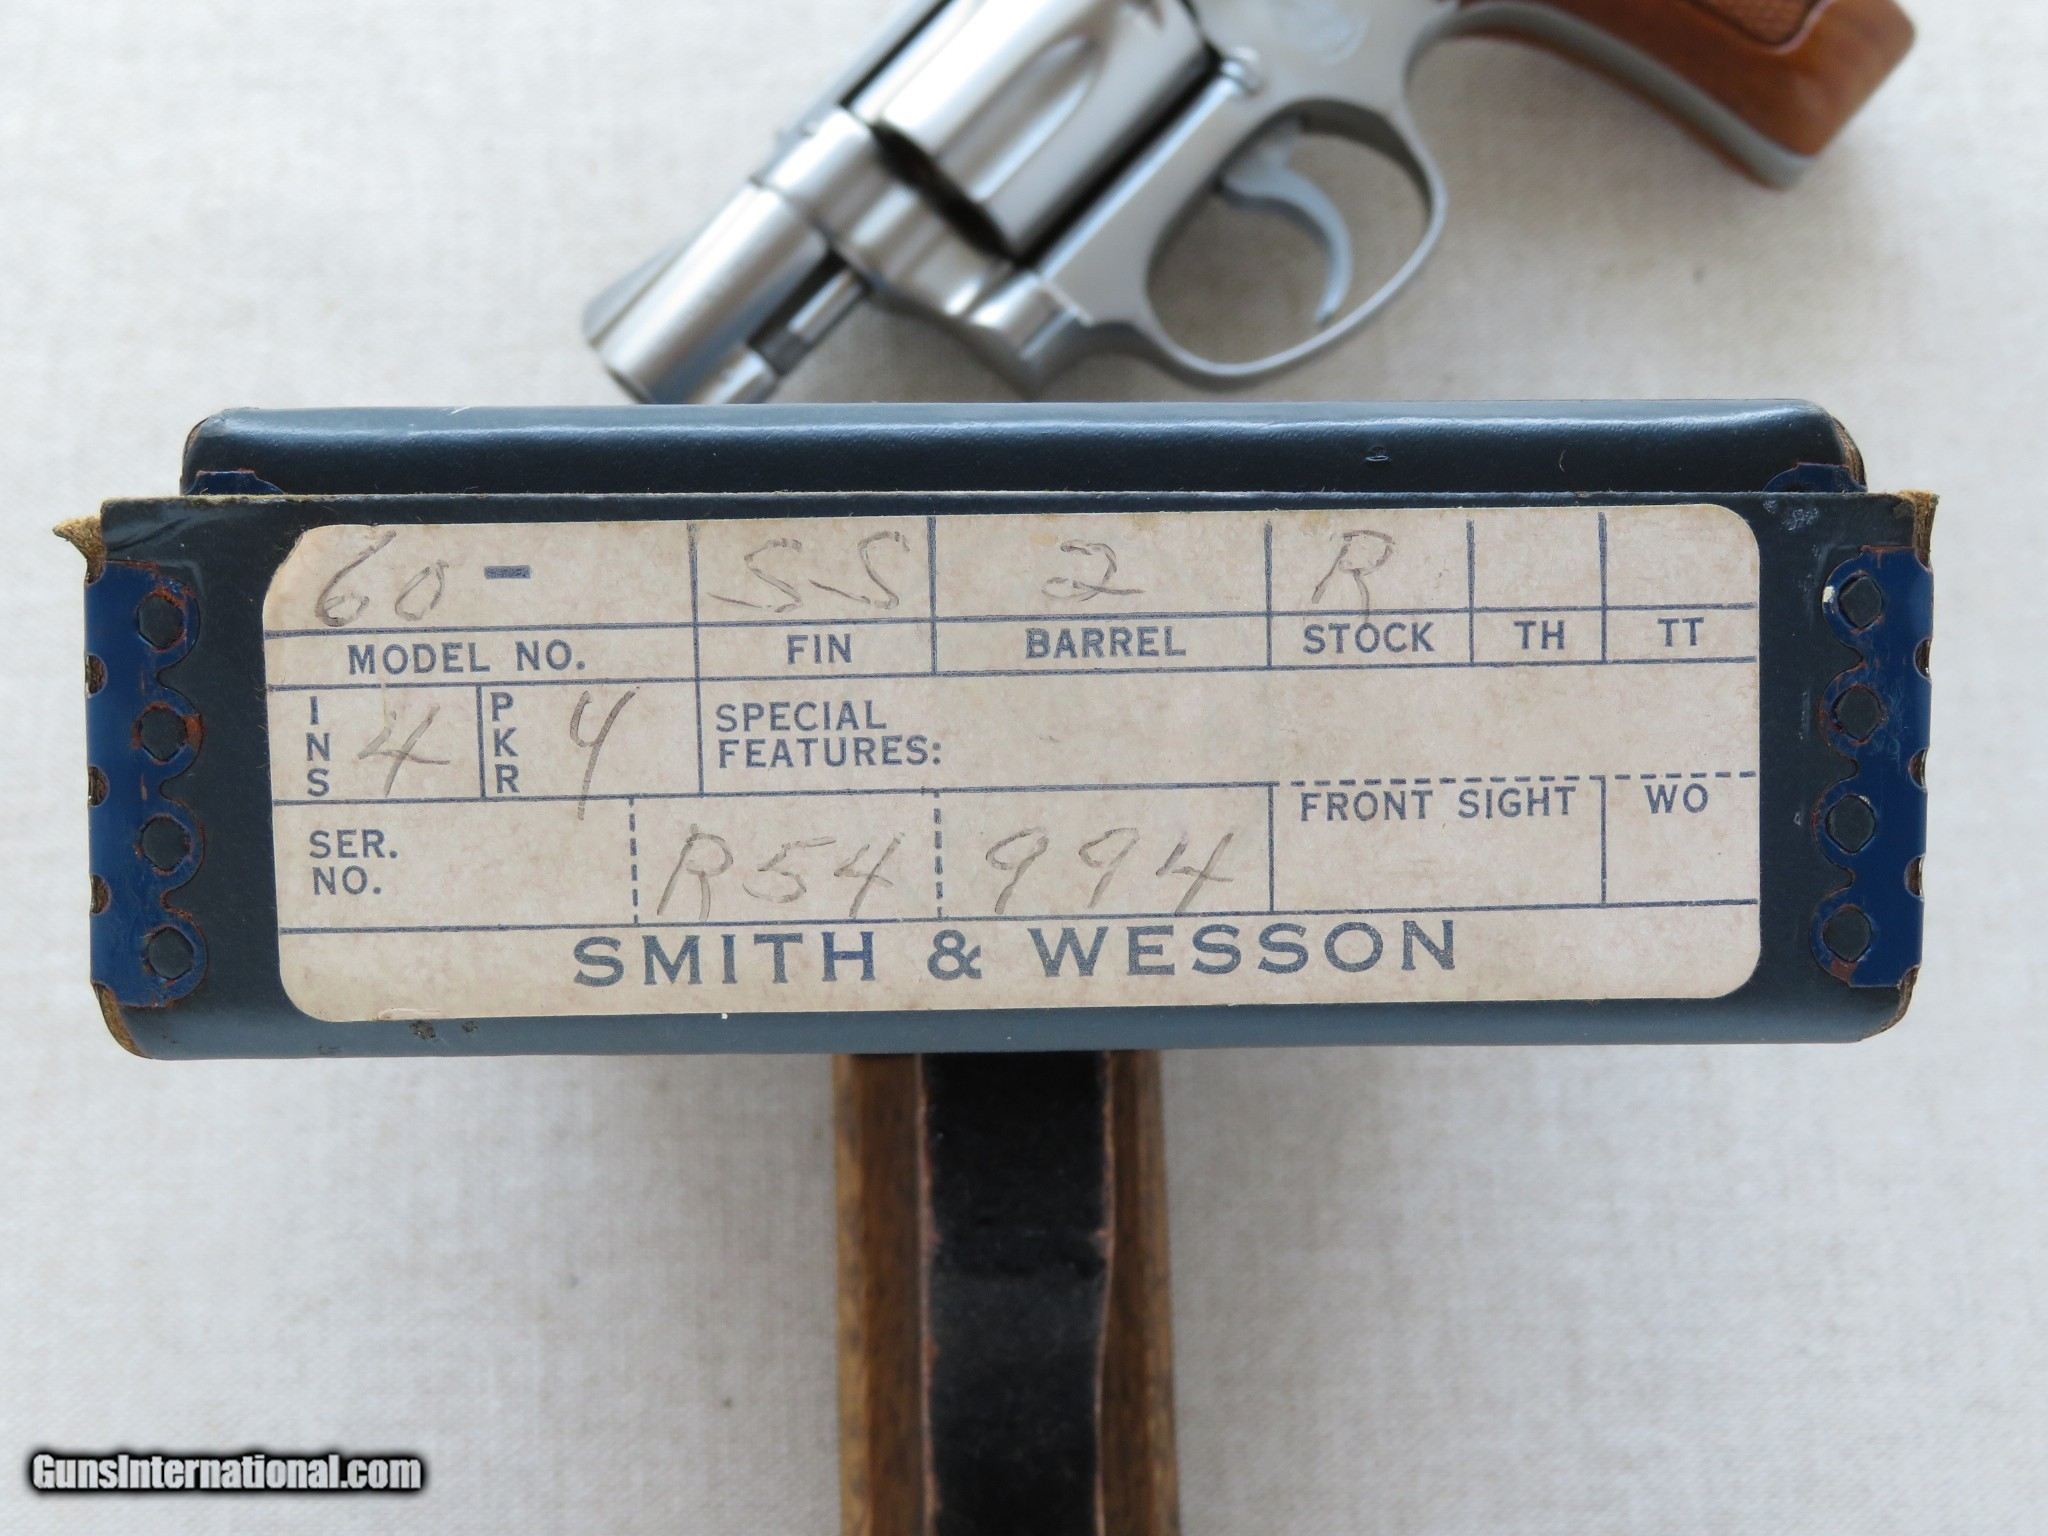 60- SS 2 R
MODEL NO. FIN BARREL STOCK TH TT
INS 4 PKR 4 SPECIAL
FEATURES:
FRONT SIGHT WO
SER.
NO. R54 994
SMITH & WESSON
GunsInternational.com